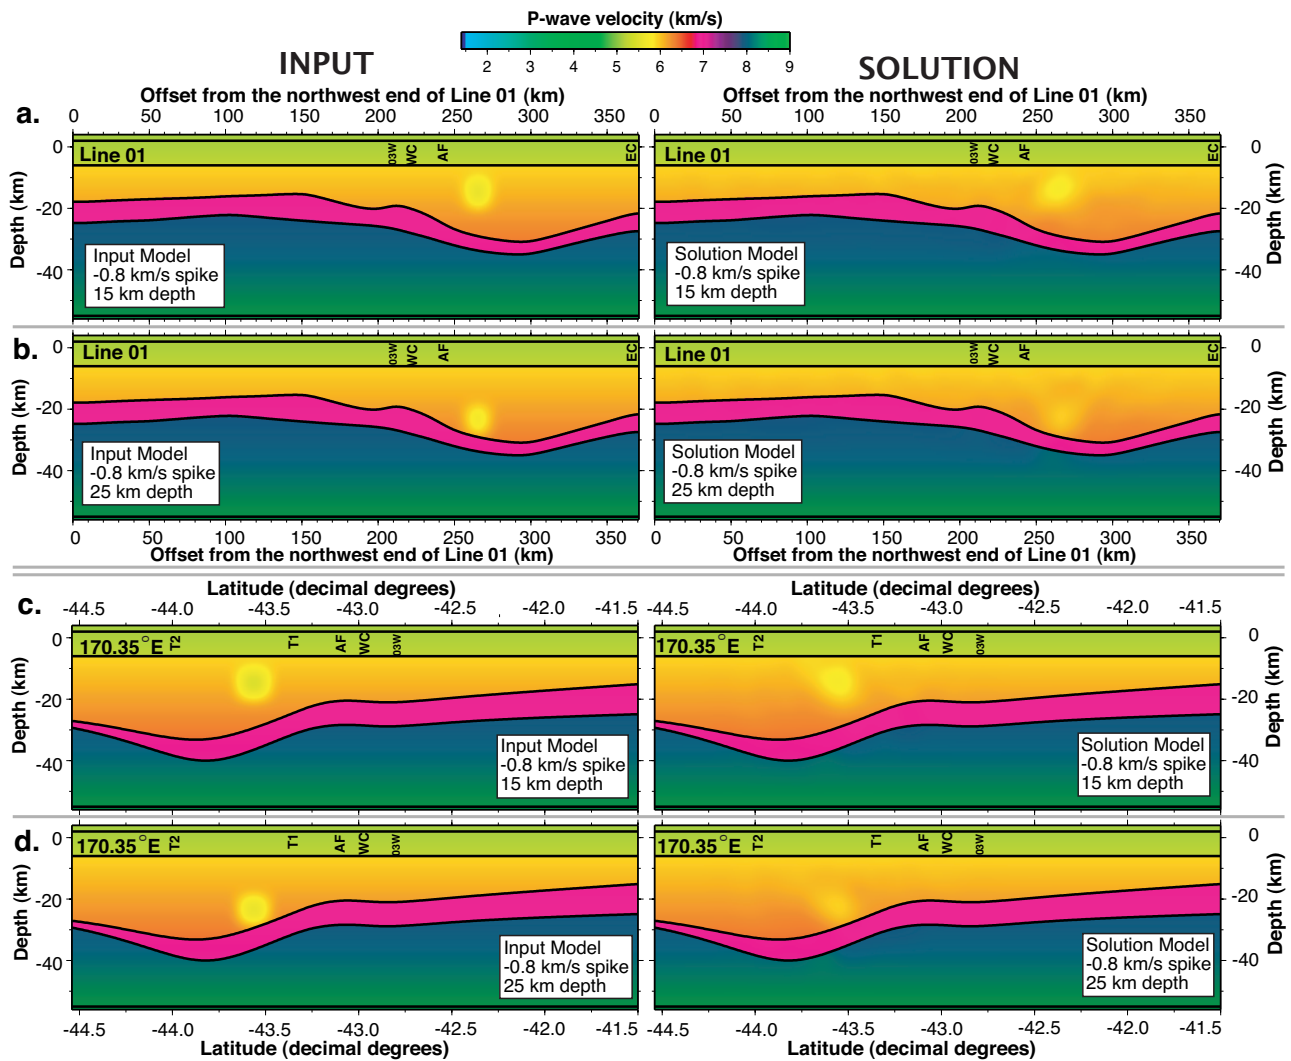 P-wave velocity (km/s)
2 3 4 5 6 7 8 9
INPUT
SOLUTION
Offset from the northwest end of Line 01 (km)
Offset from the northwest end of Line 01 (km)
a.
0 50 100 150 200 250 300 350
0 50 100 150 200 250 300 350
Depth (km)
0
-20
-40
Line 01
03W
WC
AF
EC
Input Model
-0.8 km/s spike
15 km depth
Line 01
03W
WC
AF
EC
Solution Model
-0.8 km/s spike
15 km depth
0
-20
-40
Depth (km)
b.
Depth (km)
0
-20
-40
Line 01
03W
WC
AF
EC
Input Model
-0.8 km/s spike
25 km depth
Line 01
03W
WC
AF
EC
Solution Model
-0.8 km/s spike
25 km depth
0
-20
-40
Depth (km)
0 50 100 150 200 250 300 350
0 50 100 150 200 250 300 350
Offset from the northwest end of Line 01 (km)
Offset from the northwest end of Line 01 (km)
Latitude (decimal degrees)
Latitude (decimal degrees)
c.
-44.5 -44.0 -43.5 -43.0 -42.5 -42.0 -41.5
-44.5 -44.0 -43.5 -43.0 -42.5 -42.0 -41.5
Depth (km)
0
-20
-40
170.35°E
T2
T1
AF
WC
03W
Input Model
-0.8 km/s spike
15 km depth
170.35°E
T2
T1
AF
WC
03W
Solution Model
-0.8 km/s spike
15 km depth
0
-20
-40
Depth (km)
d.
Depth (km)
0
-20
-40
170.35°E
T2
T1
AF
WC
03W
Input Model
-0.8 km/s spike
25 km depth
170.35°E
T2
T1
AF
WC
03W
Solution Model
-0.8 km/s spike
25 km depth
0
-20
-40
Depth (km)
-44.5 -44.0 -43.5 -43.0 -42.5 -42.0 -41.5
-44.5 -44.0 -43.5 -43.0 -42.5 -42.0 -41.5
Latitude (decimal degrees)
Latitude (decimal degrees)